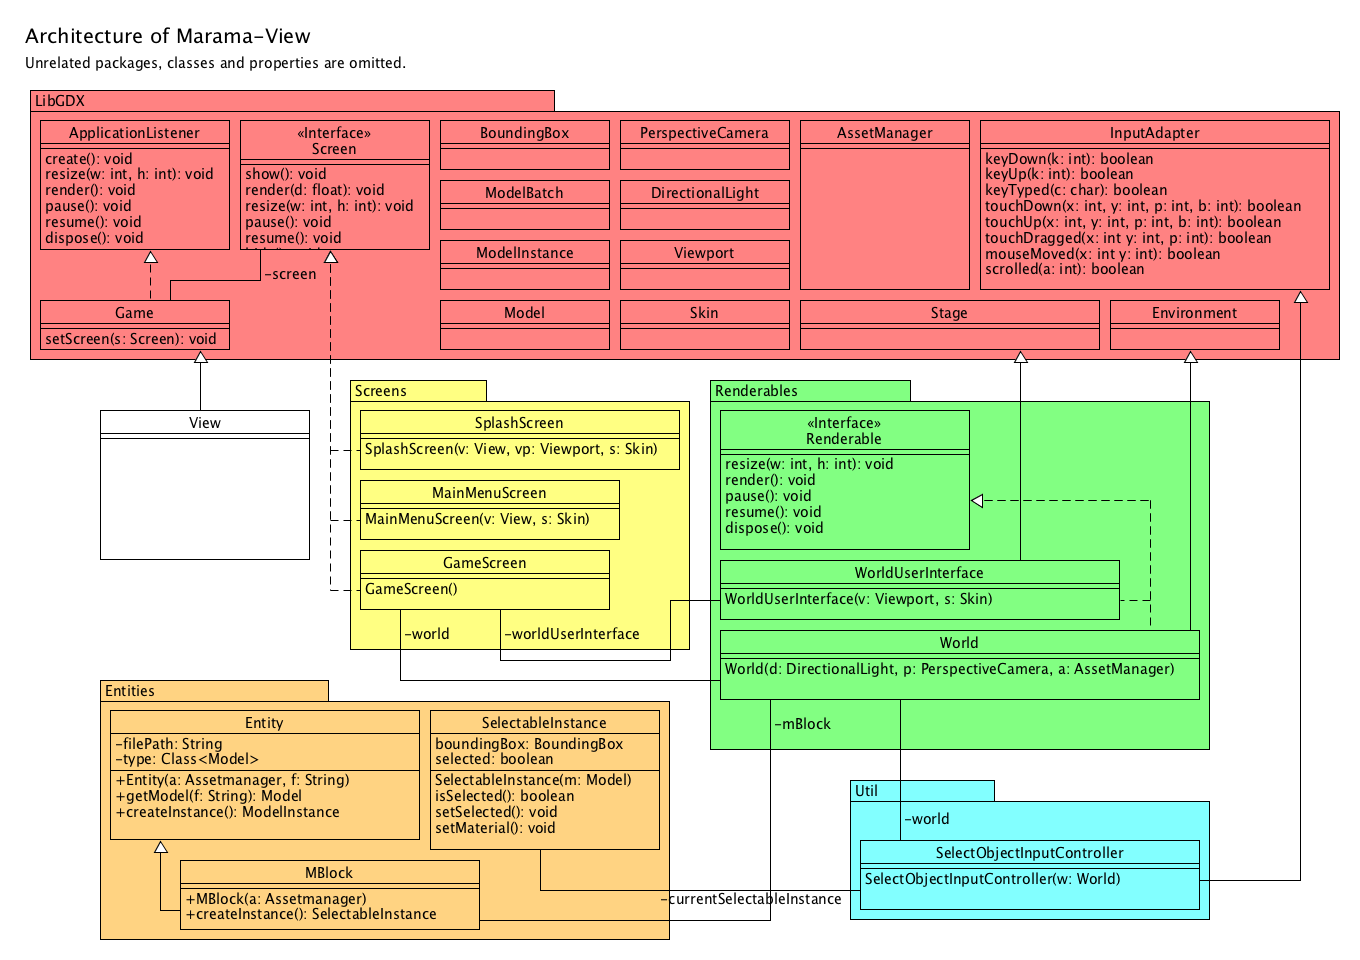 Architecture of Marama-View
Unrelated packages, classes and properties are omitted.
LibGDX
ApplicationListener
create(): void
resize(w: int, h: int): void
render(): void
pause(): void
resume(): void
dispose(): void
«Interface»
Screen
show(): void
render(d: float): void
resize(w: int, h: int): void
pause(): void
resume(): void
BoundingBox
ModelBatch
ModelInstance
Model
PerspectiveCamera
DirectionalLight
Viewport
Skin
AssetManager
InputAdapter
keyDown(k: int): boolean
keyUp(k: int): boolean
keyTyped(c: char): boolean
touchDown(x: int, y: int, p: int, b: int): boolean
touchUp(x: int, y: int, p: int, b: int): boolean
touchDragged(x: int y: int, p: int): boolean
mouseMoved(x: int y: int): boolean
scrolled(a: int): boolean
-screen
Game
setScreen(s: Screen): void
Stage
Environment
View
Screens
SplashScreen
SplashScreen(v: View, vp: Viewport, s: Skin)
MainMenuScreen
MainMenuScreen(v: View, s: Skin)
GameScreen
GameScreen()
-world
-worldUserInterface
Renderables
«Interface»
Renderable
resize(w: int, h: int): void
render(): void
pause(): void
resume(): void
dispose(): void
WorldUserInterface
WorldUserInterface(v: Viewport, s: Skin)
World
World(d: DirectionalLight, p: PerspectiveCamera, a: AssetManager)
-mBlock
Entities
Entity
-filePath: String
-type: Class<Model>
+Entity(a: Assetmanager, f: String)
+getModel(f: String): Model
+createInstance(): ModelInstance
SelectableInstance
boundingBox: BoundingBox
selected: boolean
SelectableInstance(m: Model)
isSelected(): boolean
setSelected(): void
setMaterial(): void
MBlock
+MBlock(a: Assetmanager)
+createInstance(): SelectableInstance
-currentSelectableInstance
Util
-world
SelectObjectInputController
SelectObjectInputController(w: World)